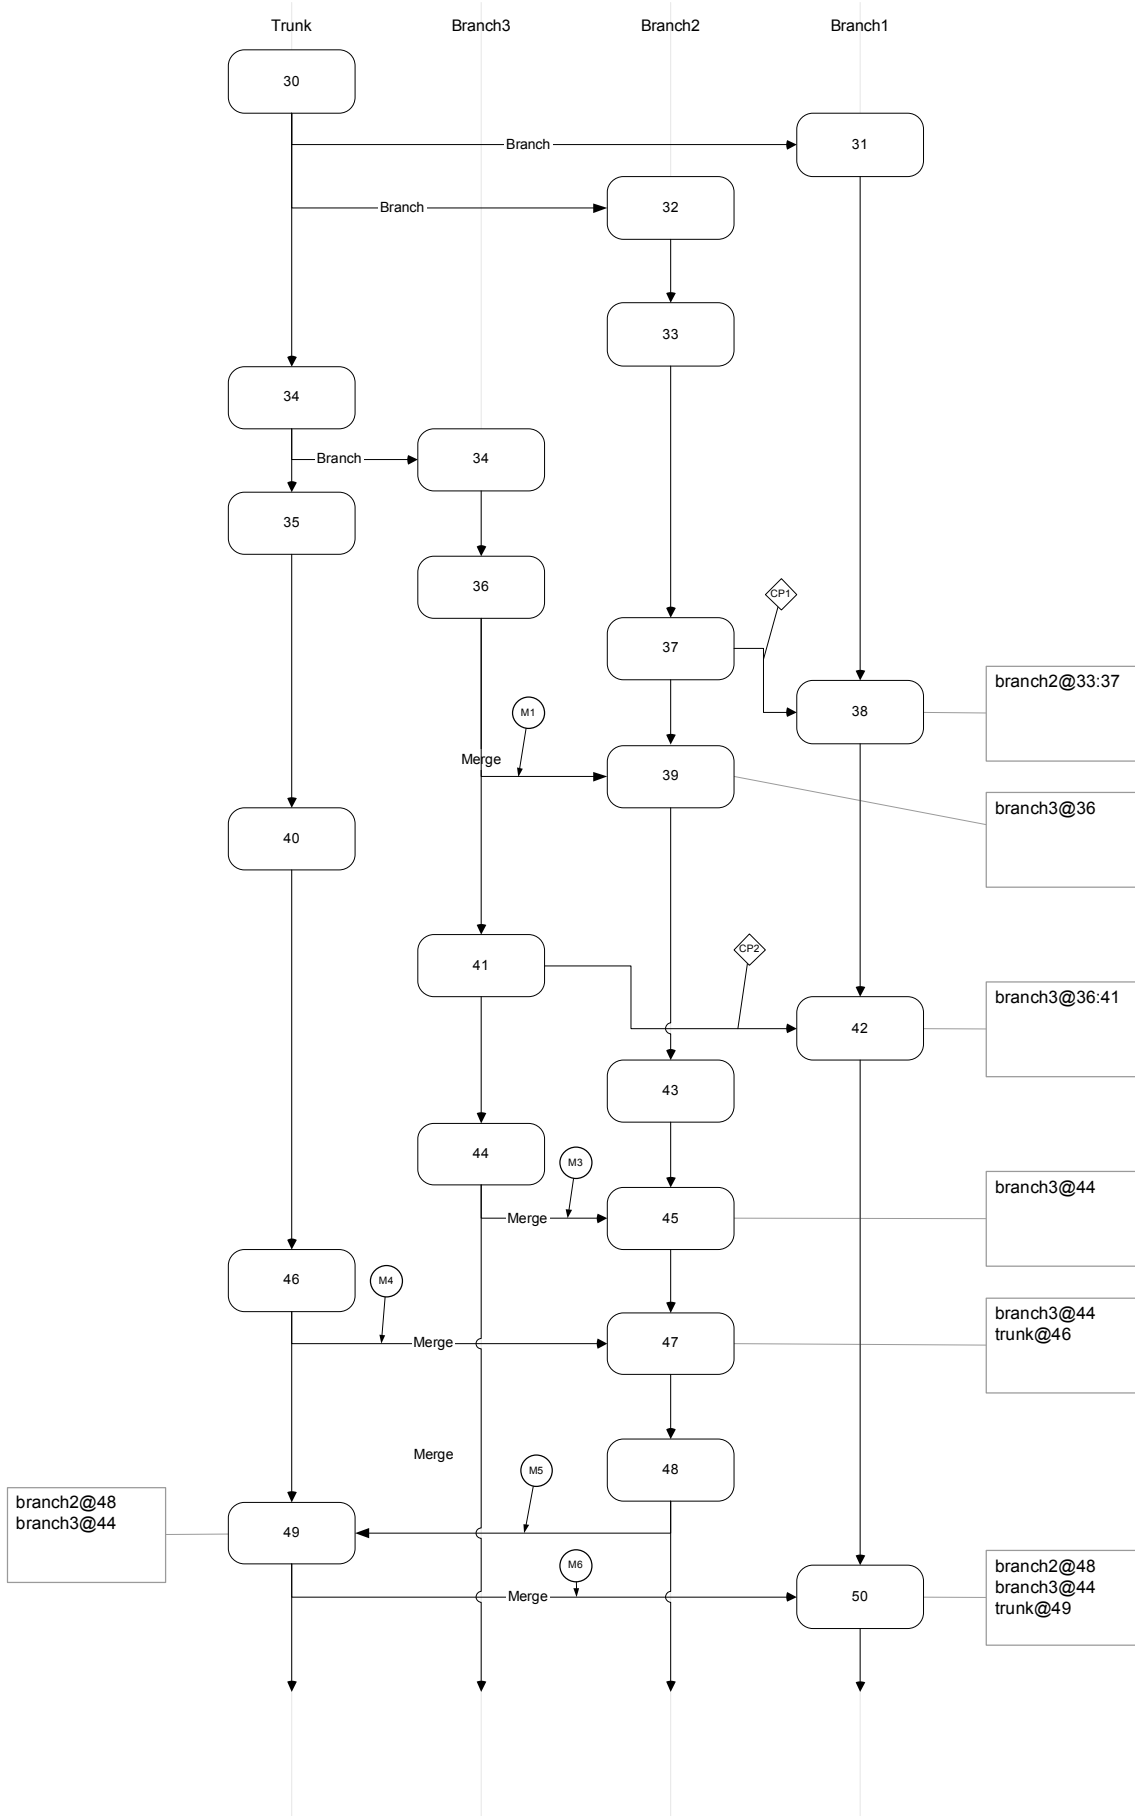 Trunk
Branch3
Branch2
Branch1
30
Branch
31
Branch
32
33
34
Branch
34
35
36
CP1
37
branch2@33:37
38
M1
Merge
39
branch3@36
40
41
CP2
branch3@36:41
42
43
44
M3
branch3@44
Merge
45
46
M4
branch3@44
trunk@46
Merge
47
Merge
48
M5
branch2@48
branch3@44
49
M6
branch2@48
branch3@44
trunk@49
Merge
50